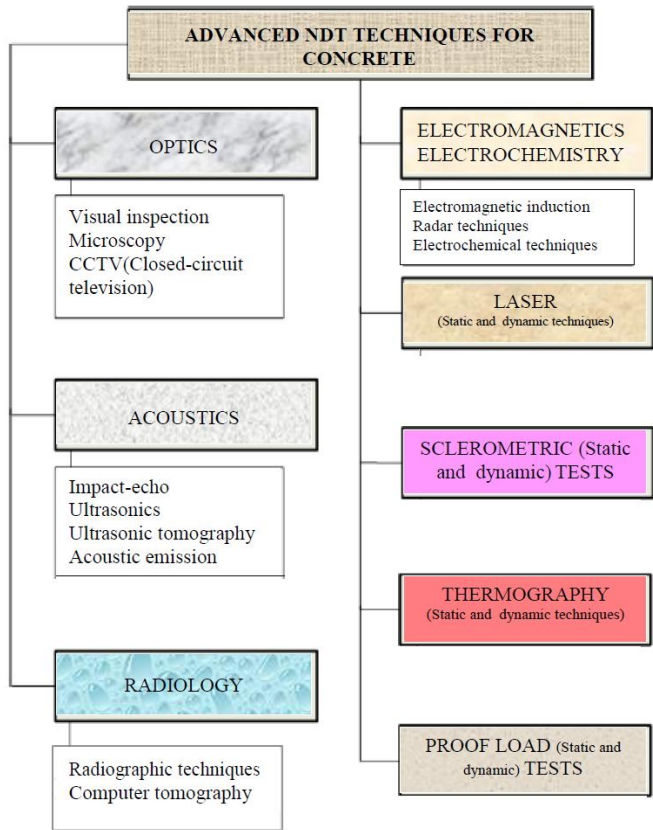 ADVANCED NDT TECHNIQUES FOR
CONCRETE
OPTICS
Visual inspection
Microscopy
CCTV(Closed-circuit
television)
ACOUSTICS
Impact-echo
Ultrasonics
Ultrasonic tomography
Acoustic emission
RADIOLOGY
Radiographic techniques
Computer tomography
ELECTROMAGNETICS
ELECTROCHEMISTRY
Electromagnetic induction
Radar techniques
Electrochemical techniques
LASER
(Static and dynamic techniques)
SCLEROMETRIC (Static
and dynamic) TESTS
THERMOGRAPHY
(Static and dynamic techniques)
PROOF LOAD (Static and
dynamic) TESTS